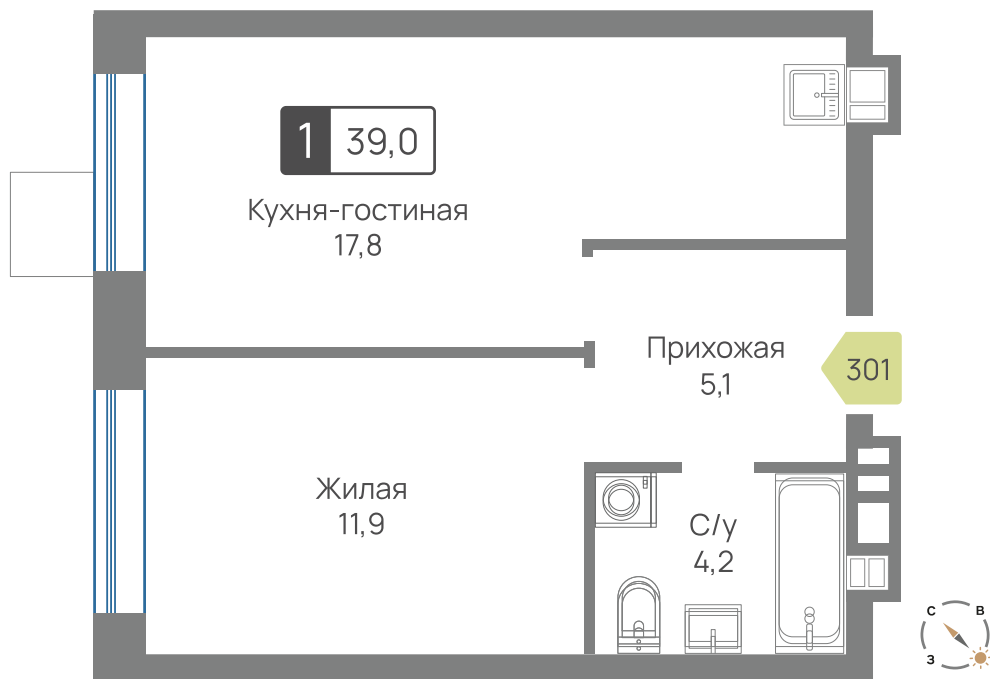 1 39,0
Кухня-гостиная
17,8
Прихожая
5,1
301
Жилая
11,9
С/у
4,2
С В
З